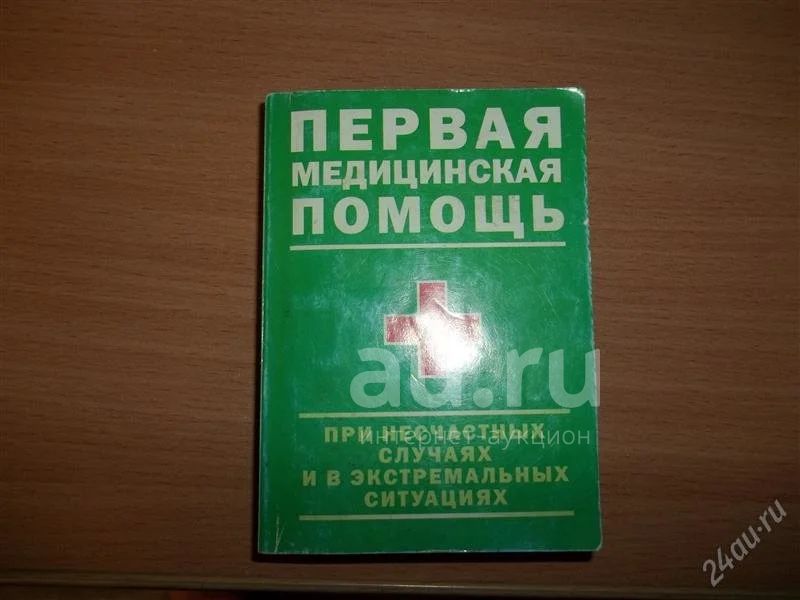 ПЕРВАЯ
МЕДИЦИНСКАЯ
ПОМОЩЬ
au.ru
интернет-аукцион
ПРИ НЕСЧАСТНЫХ
СЛУЧАЯХ
И В ЭКСТРЕМАЛЬНЫХ
СИТУАЦИЯХ
24au.ru